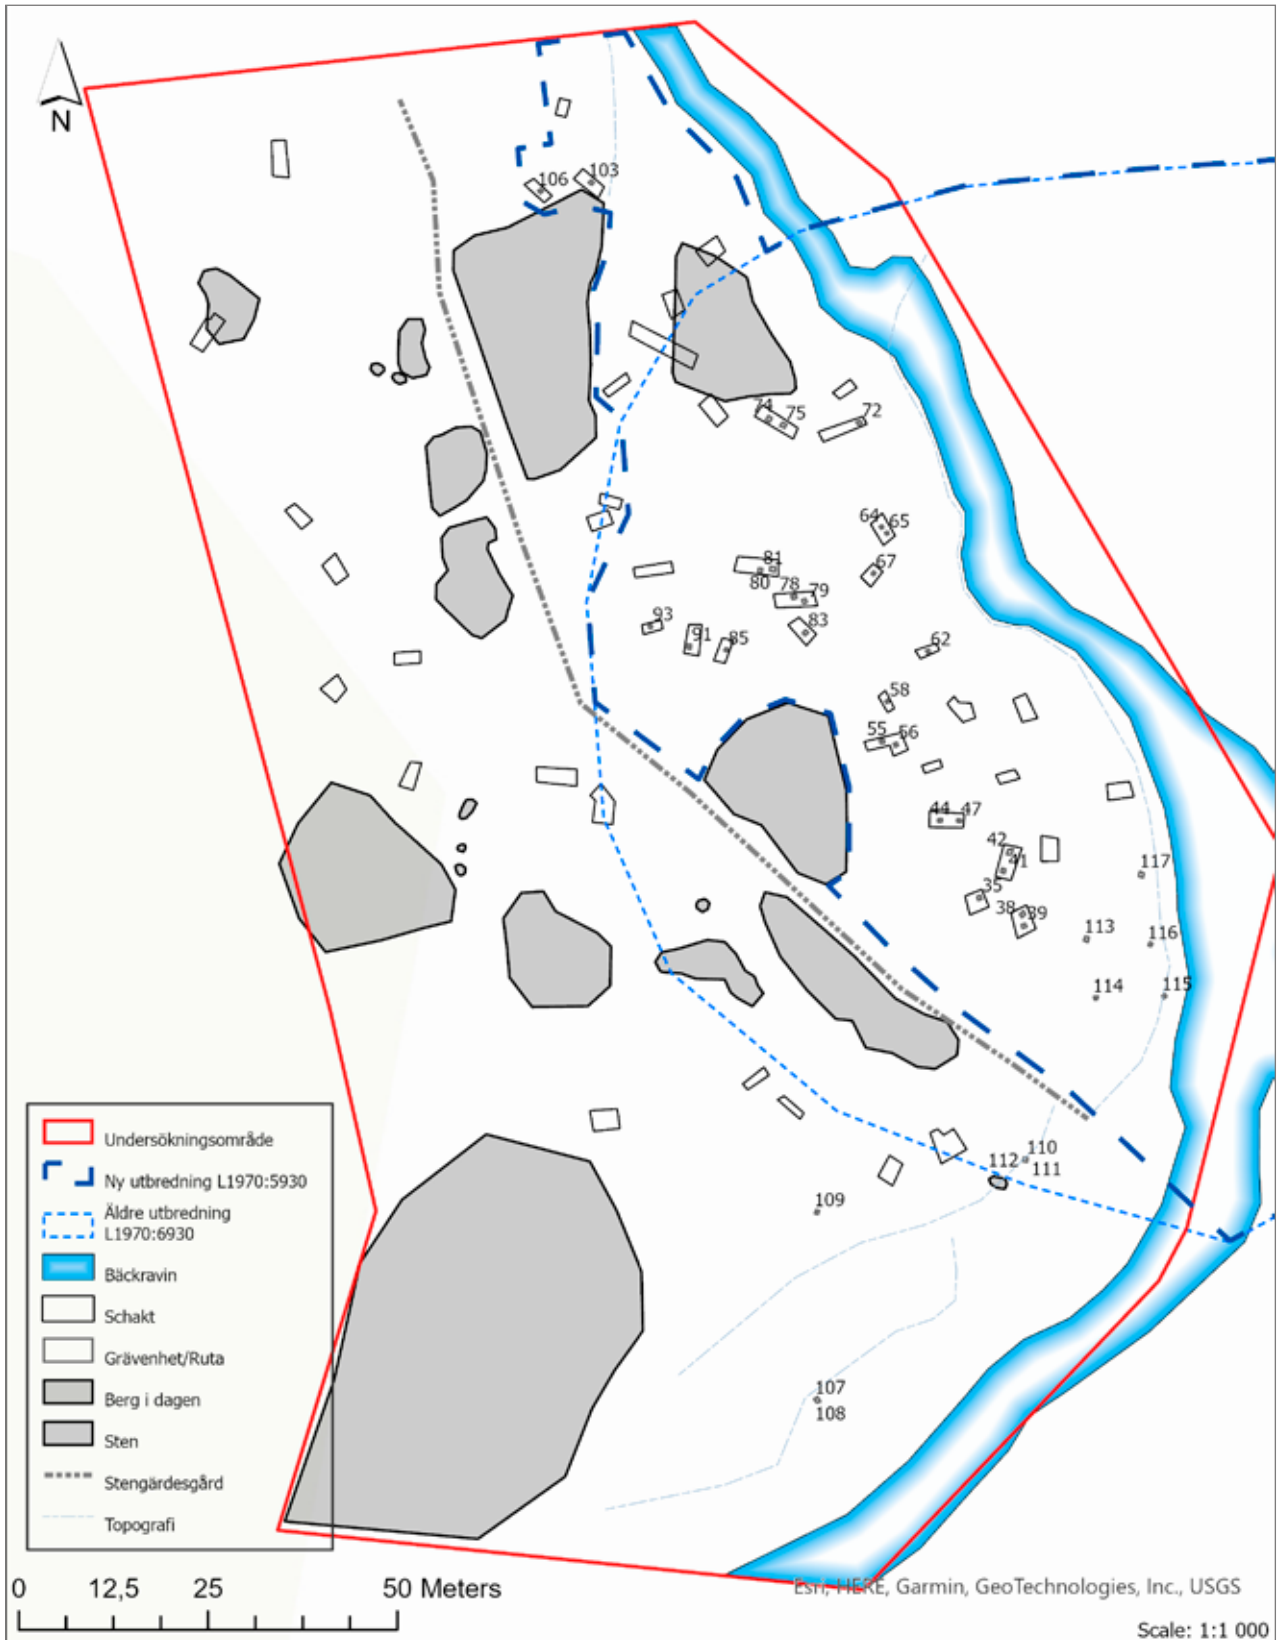 N
106
103
74
75
72
64
65
67
81
80
78
79
83
93
91
85
62
58
55
56
44
47
42
41
35
38
39
117
113
116
114
115
112
110
111
109
107
108
Undersökningsområde
Ny utbredning L1970:5930
Äldre utbredning
L1970:6930
Bäckravin
Schakt
Grävenhet/Ruta
Berg i dagen
Sten
Stengärdesgård
Topografi
0 12,5 25 50 Meters
Esri, HERE, Garmin, GeoTechnologies, Inc., USGS
Scale: 1:1 000